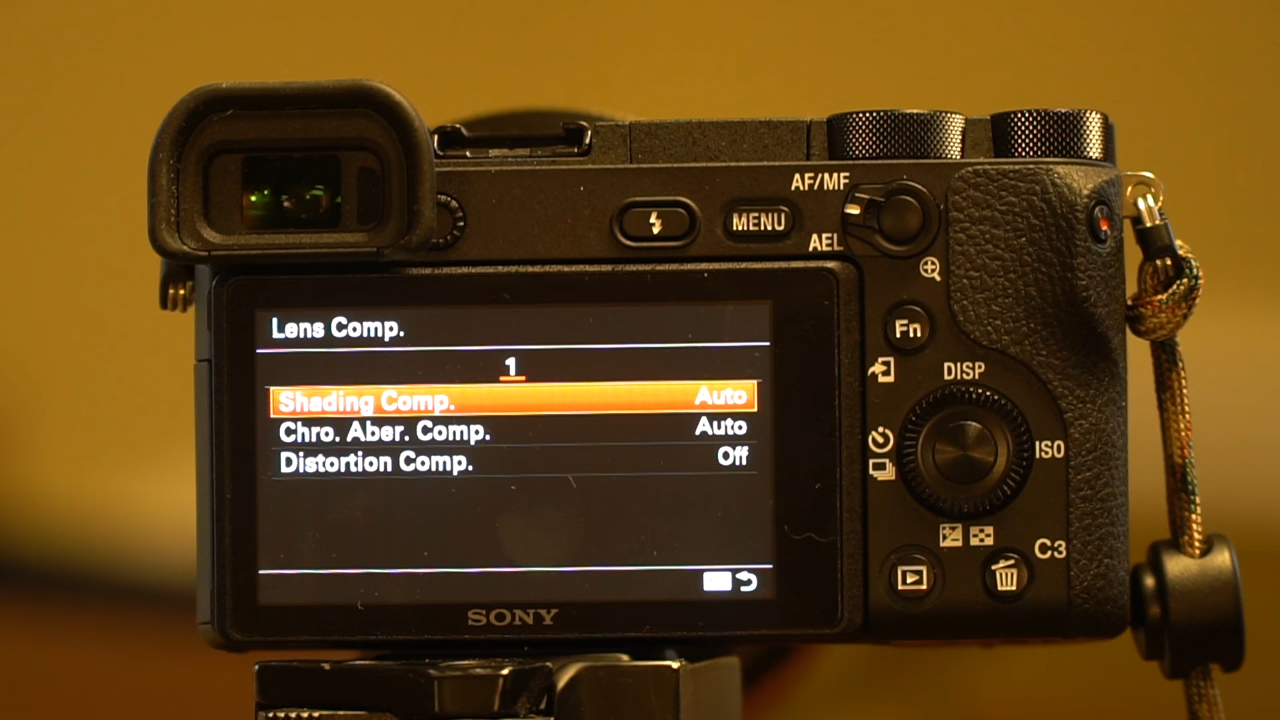 AF/MF
MENU
AEL
Lens Comp.
1
Shading Comp. Auto
Chro. Aber. Comp. Auto
Distortion Comp. Off
Fn
DISP
ISO
C3
SONY